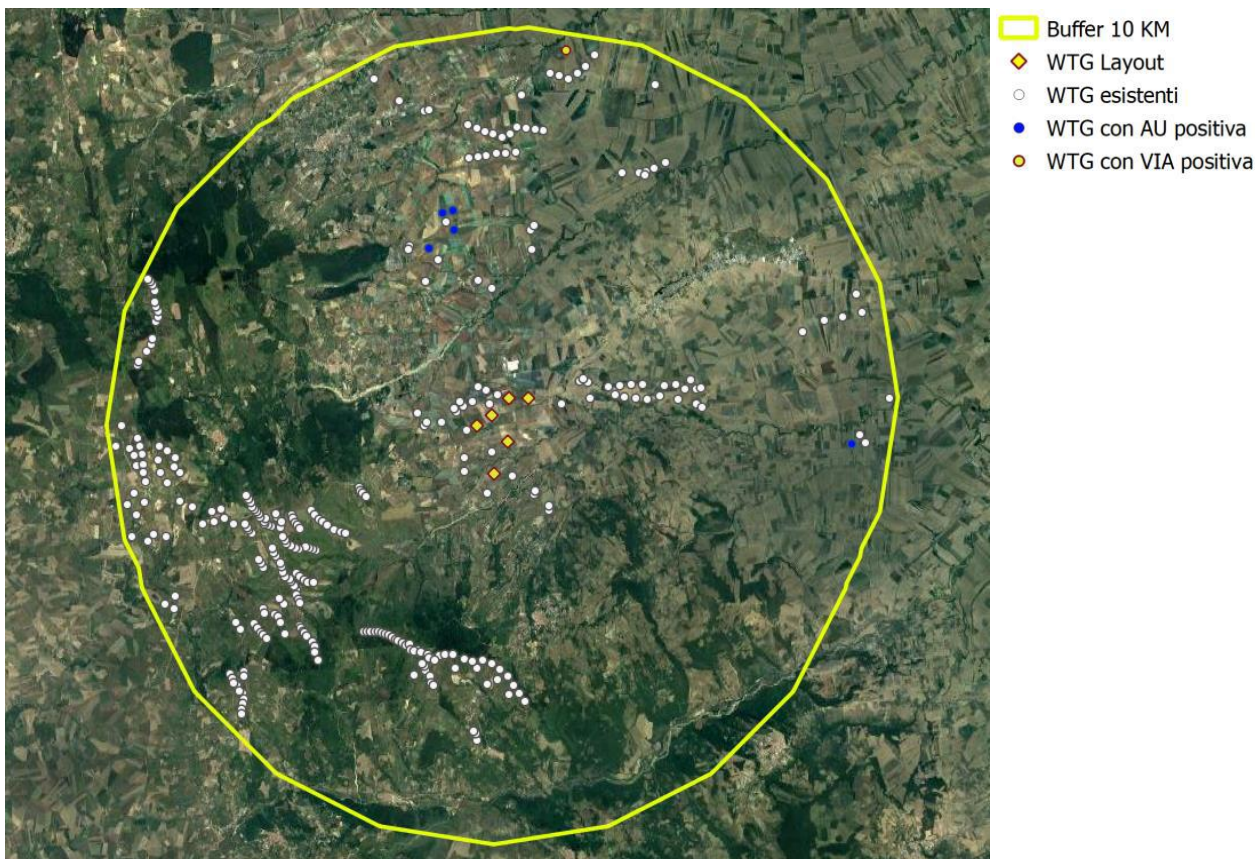 Buffer 10 KM
WTG Layout
WTG esistenti
WTG con AU positiva
WTG con VIA positiva